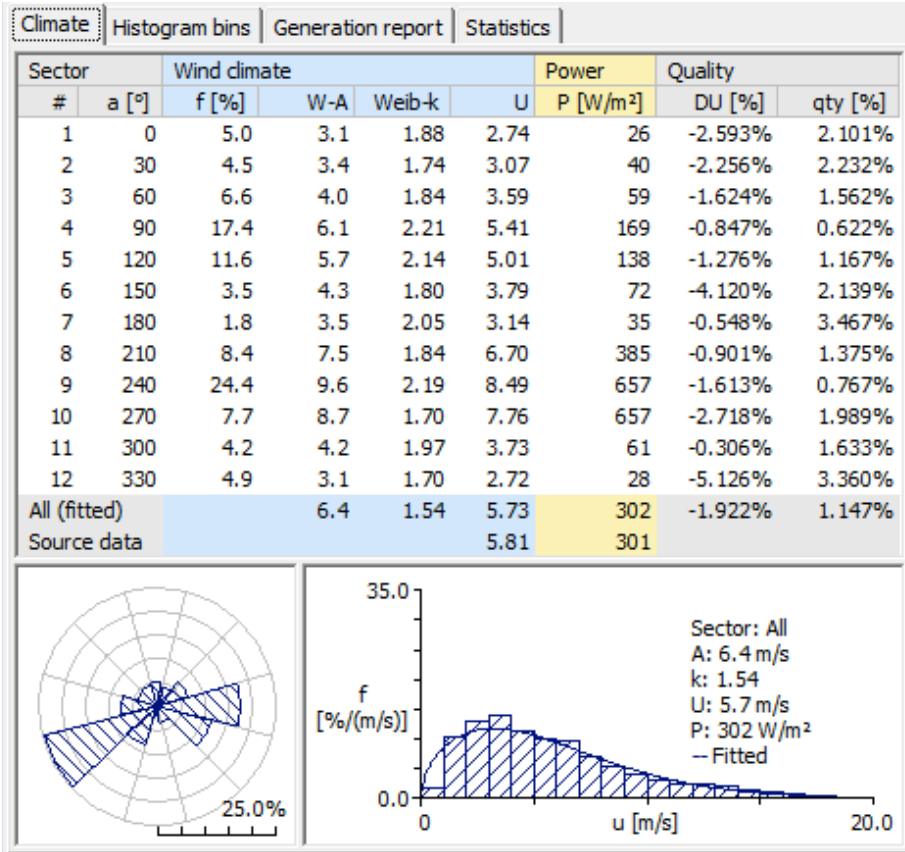 Climate Histogram bins Generation report Statistics
Sector Wind climate Power Quality
# a [º] f [%] W-A Weib-k U P [W/m²] DU [%] qty [%]
1 0 5.0 3.1 1.88 2.74 26 -2.593% 2.101%
2 30 4.5 3.4 1.74 3.07 40 -2.256% 2.232%
3 60 6.6 4.0 1.84 3.59 59 -1.624% 1.562%
4 90 17.4 6.1 2.21 5.41 169 -0.847% 0.622%
5 120 11.6 5.7 2.14 5.01 138 -1.276% 1.167%
6 150 3.5 4.3 1.80 3.79 72 -4.120% 2.139%
7 180 1.8 3.5 2.05 3.14 35 -0.548% 3.467%
8 210 8.4 7.5 1.84 6.70 385 -0.901% 1.375%
9 240 24.4 9.6 2.19 8.49 657 -1.613% 0.767%
10 270 7.7 8.7 1.70 7.76 657 -2.718% 1.989%
11 300 4.2 4.2 1.97 3.73 61 -0.306% 1.633%
12 330 4.9 3.1 1.70 2.72 28 -5.126% 3.360%
All (fitted) 6.4 1.54 5.73 302 -1.922% 1.147%
Source data 5.81 301
25.0%
35.0
f
[%/(m/s)]
0.0
Sector: All
A: 6.4 m/s
k: 1.54
U: 5.7 m/s
P: 302 W/m²
-- Fitted
0 u [m/s] 20.0